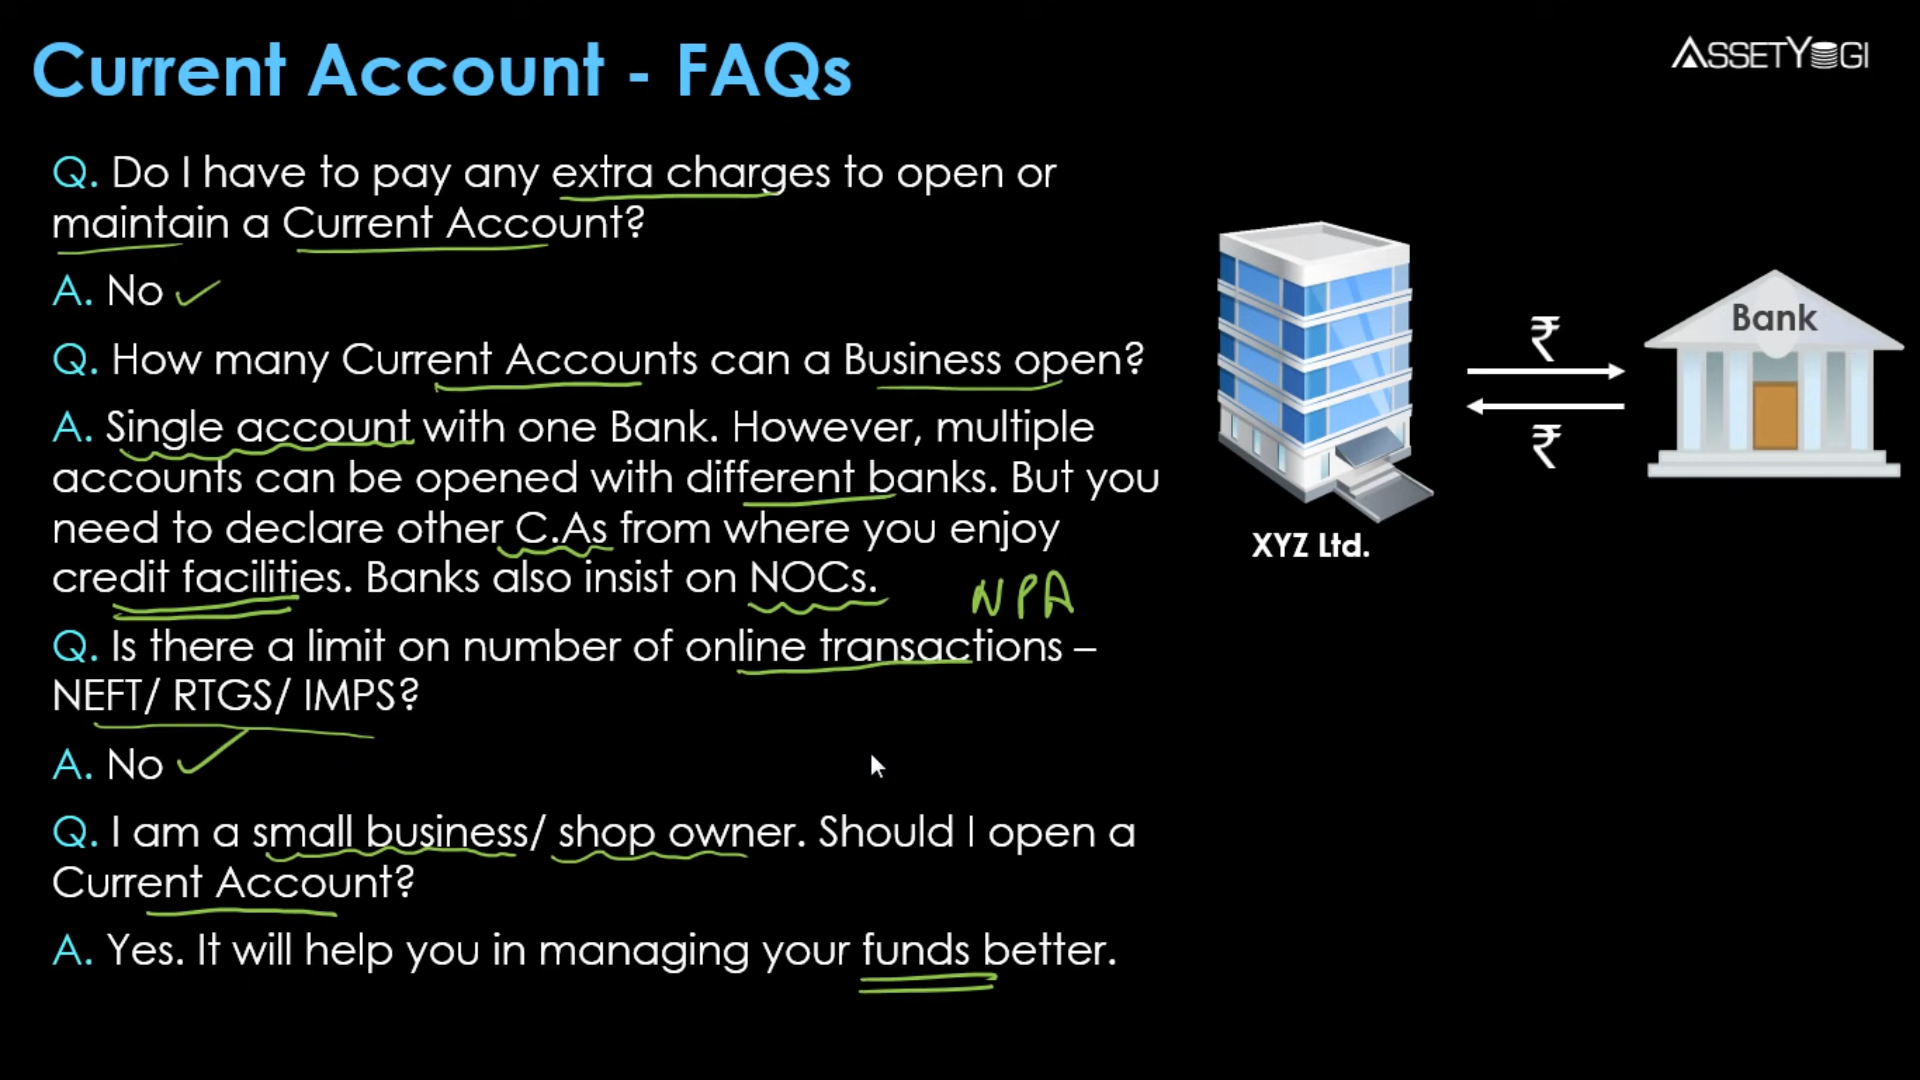 Current Account - FAQs
ASSETYOGI
Q. Do I have to pay any extra charges to open or
maintain a Current Account?
A. No
Q. How many Current Accounts can a Business open?
A. Single account with one Bank. However, multiple
accounts can be opened with different banks. But you
need to declare other C.As from where you enjoy
credit facilities. Banks also insist on NOCs.
NPA
Q. Is there a limit on number of online transactions –
NEFT/ RTGS/ IMPS?
A. No
Q. I am a small business/ shop owner. Should I open a
Current Account?
A. Yes. It will help you in managing your funds better.
₹
Bank
₹
XYZ Ltd.